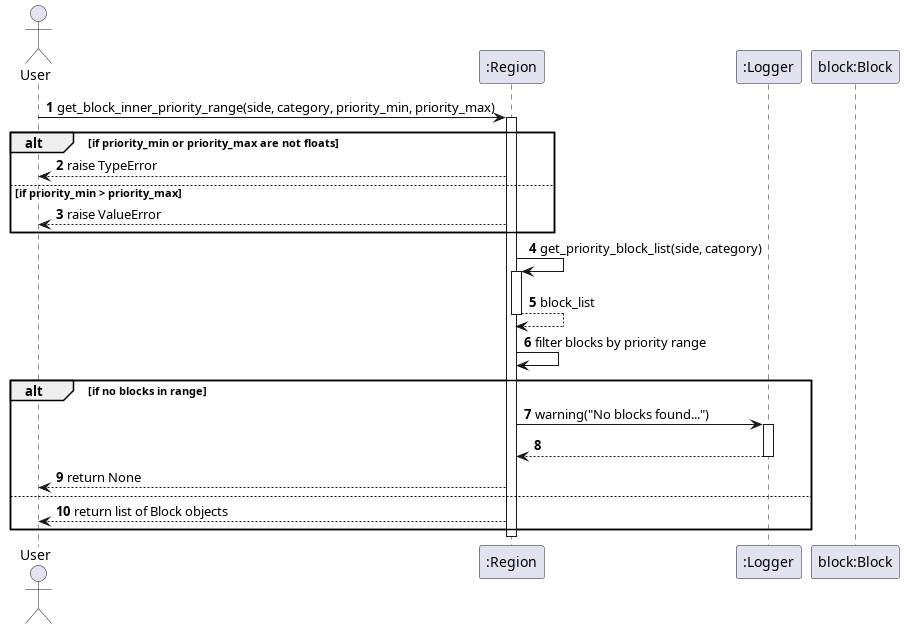 User
:Region
:Logger
block:Block
1 get_block_inner_priority_range(side, category, priority_min, priority_max)
alt [if priority_min or priority_max are not floats]
2 raise TypeError
[if priority_min > priority_max]
3 raise ValueError
4 get_priority_block_list(side, category)
5 block_list
6 filter blocks by priority range
alt [if no blocks in range]
7 warning("No blocks found...")
8
9 return None
10 return list of Block objects
User
:Region
:Logger
block:Block